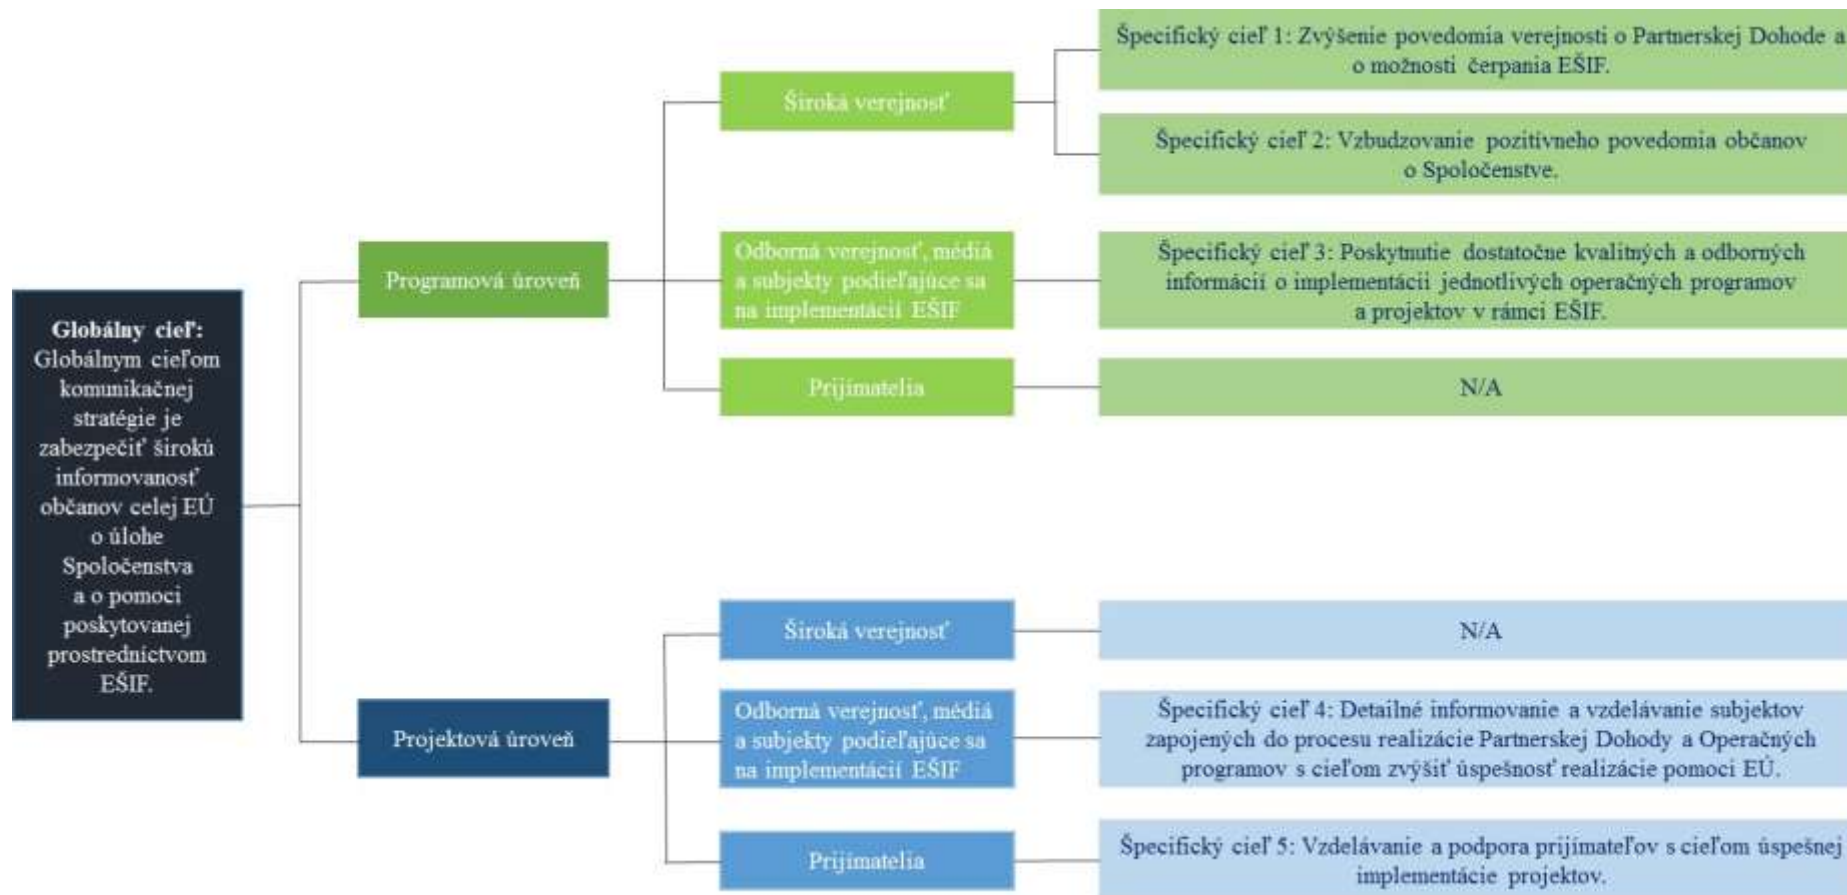 Globálny cieľ:
Globálnym cieľom
komunikačnej
stratégie je
zabezpečiť širokú
informovanosť
občanov celej EÚ
o úlohe
Spoločenstva
a o pomoci
poskytovanej
prostredníctvom
EŠIF.
Programová úroveň
Široká verejnosť
Špecifický cieľ 1: Zvýšenie povedomia verejnosti o Partnerskej Dohode a
o možnosti čerpania EŠIF.
Špecifický cieľ 2: Vzbudzovanie pozitívneho povedomia občanov
o Spoločenstve.
Odborná verejnosť, médiá
a subjekty podieľajúce sa
na implementácií EŠIF
Špecifický cieľ 3: Poskytnutie dostatočne kvalitných a odborných
informácií o implementácii jednotlivých operačných programov
a projektov v rámci EŠIF.
Prijímatelia
N/A
Projektová úroveň
Široká verejnosť
N/A
Odborná verejnosť, médiá
a subjekty podieľajúce sa
na implementácií EŠIF
Špecifický cieľ 4: Detailné informovanie a vzdelávanie subjektov
zapojených do procesu realizácie Partnerskej Dohody a Operačných
programov s cieľom zvýšiť úspešnosť realizácie pomoci EÚ.
Prijímatelia
Špecifický cieľ 5: Vzdelávanie a podpora prijímateľov s cieľom úspešnej
implementácie projektov.